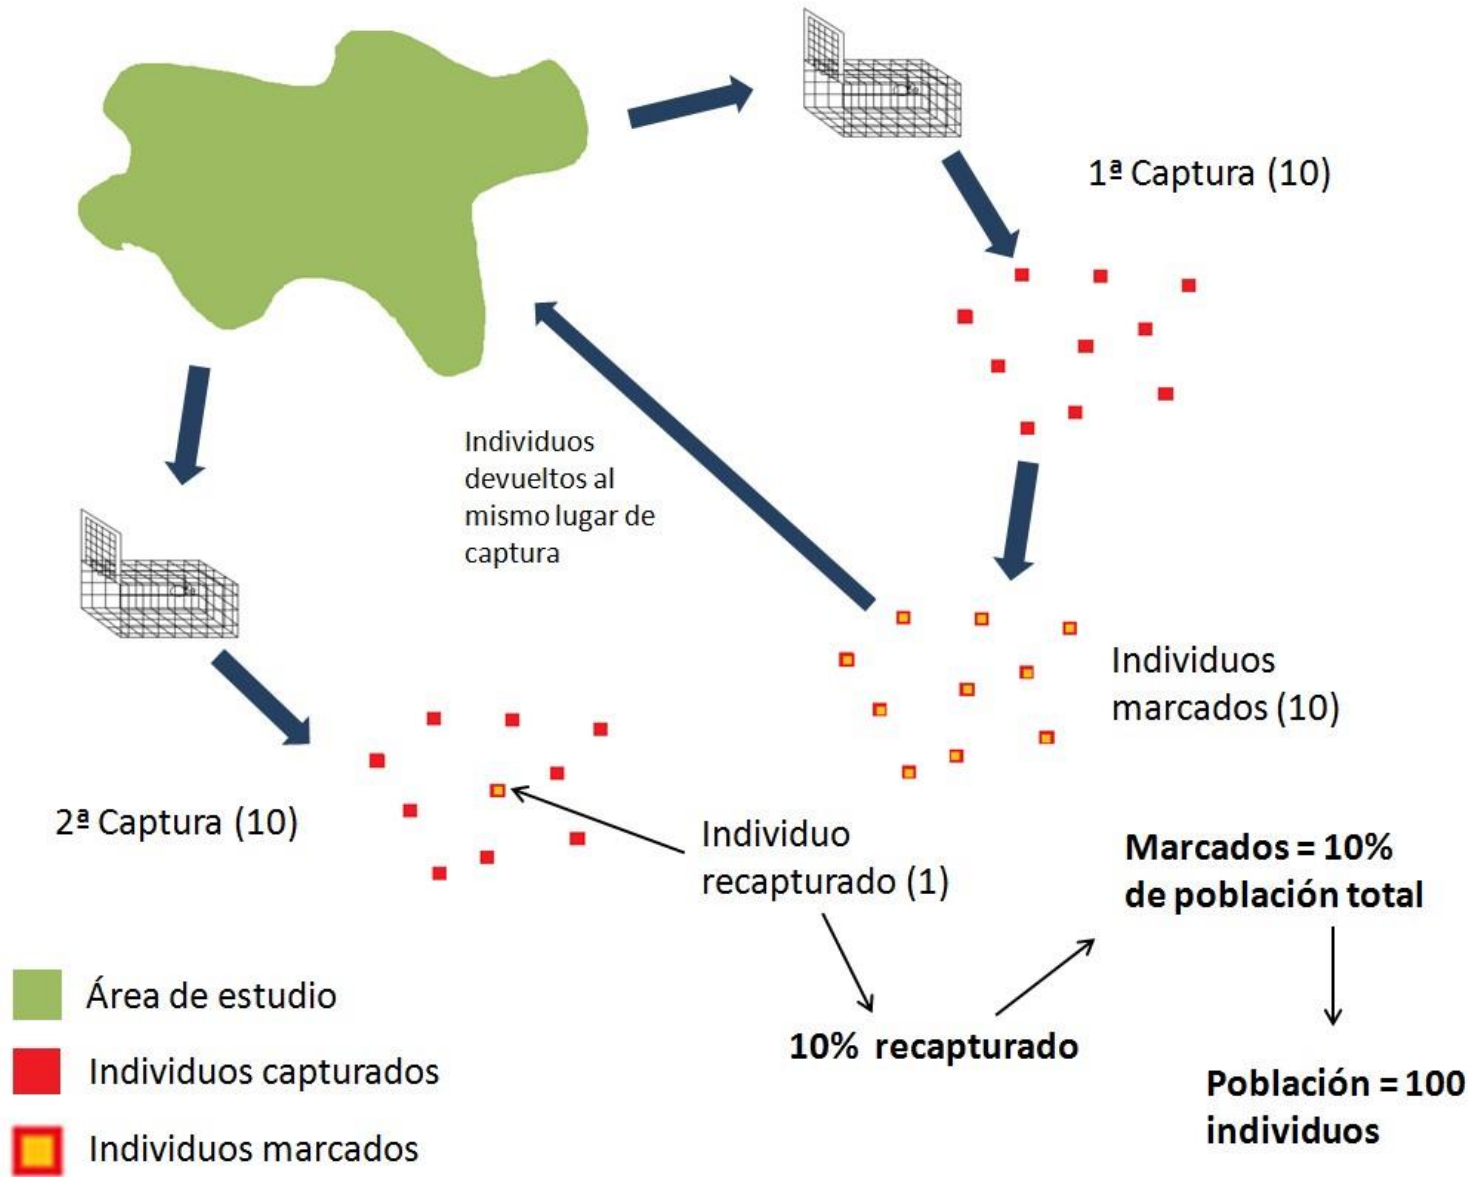 1ª Captura (10)
Individuos
devueltos al
mismo lugar de
captura
Individuos
marcados (10)
2ª Captura (10)
Individuo
recapturado (1)
10% recapturado
Marcados = 10%
de población total
Población = 100
individuos
Área de estudio
Individuos capturados
Individuos marcados